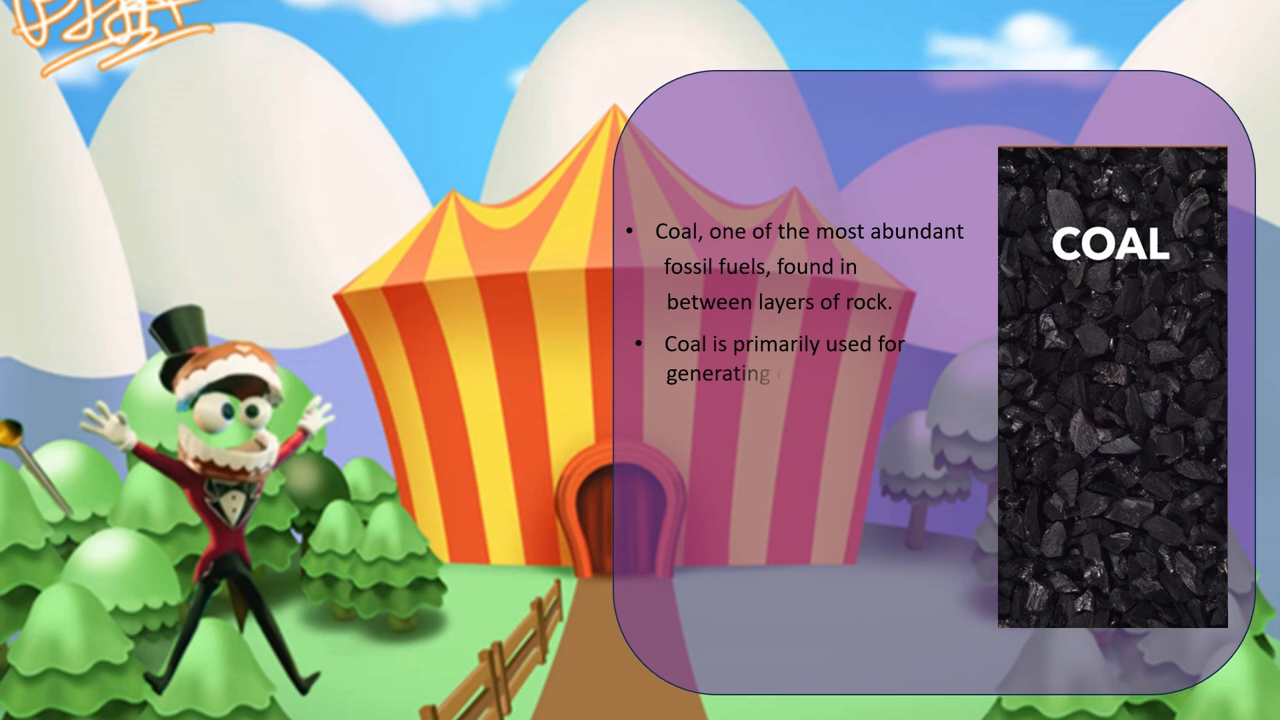 • Coal, one of the most abundant
fossil fuels, found in
between layers of rock.
• Coal is primarily used for
generating
COAL